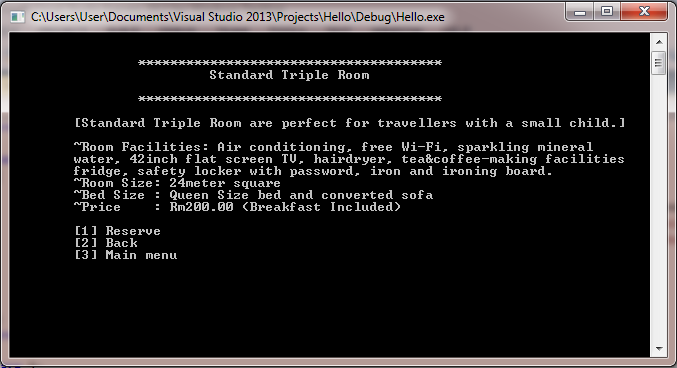 C:\Users\User\Documents\Visual Studio 2013\Projects\Hello\Debug\Hello.exe
**************************************
Standard Triple Room
**************************************
[Standard Triple Room are perfect for travellers with a small child.]
~Room Facilities: Air conditioning, free Wi-Fi, sparkling mineral
water, 42inch flat screen TV, hairdryer, tea&coffee-making facilities
fridge, safety locker with password, iron and ironing board.
~Room Size: 24meter square
~Bed Size : Queen Size bed and converted sofa
~Price    : Rm200.00 (Breakfast Included)
[1] Reserve
[2] Back
[3] Main menu